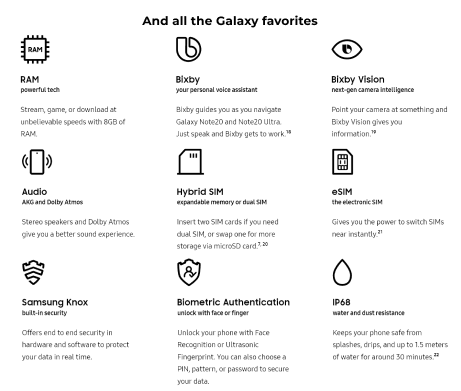 And all the Galaxy favorites
RAM
RAM
powerful tech
Stream, game, or download at
unbelievable speeds with 8GB of
RAM.
Bixby
your personal voice assistant
Bixby guides you as you navigate
Galaxy Note20 and Note20 Ultra.
Just speak and Bixby gets to work.¹⁸
Bixby Vision
next-gen camera intelligence
Point your camera at something and
Bixby Vision gives you
information.¹⁹
Audio
AKG and Dolby Atmos
Stereo speakers and Dolby Atmos
give you a better sound experience.
Hybrid SIM
expandable memory or dual SIM
Insert two SIM cards if you need
dual SIM, or swap one for more
storage via microSD card.⁷˒ ²⁰
eSIM
the electronic SIM
Gives you the power to switch SIMs
near instantly.²¹
Samsung Knox
built-in security
Offers end to end security in
hardware and software to protect
your data in real time.
Biometric Authentication
unlock with face or finger
Unlock your phone with Face
Recognition or Ultrasonic
Fingerprint. You can also choose a
PIN, pattern, or password to secure
your data.
IP68
water and dust resistance
Keeps your phone safe from
splashes, drips, and up to 1.5 meters
of water for around 30 minutes.²²